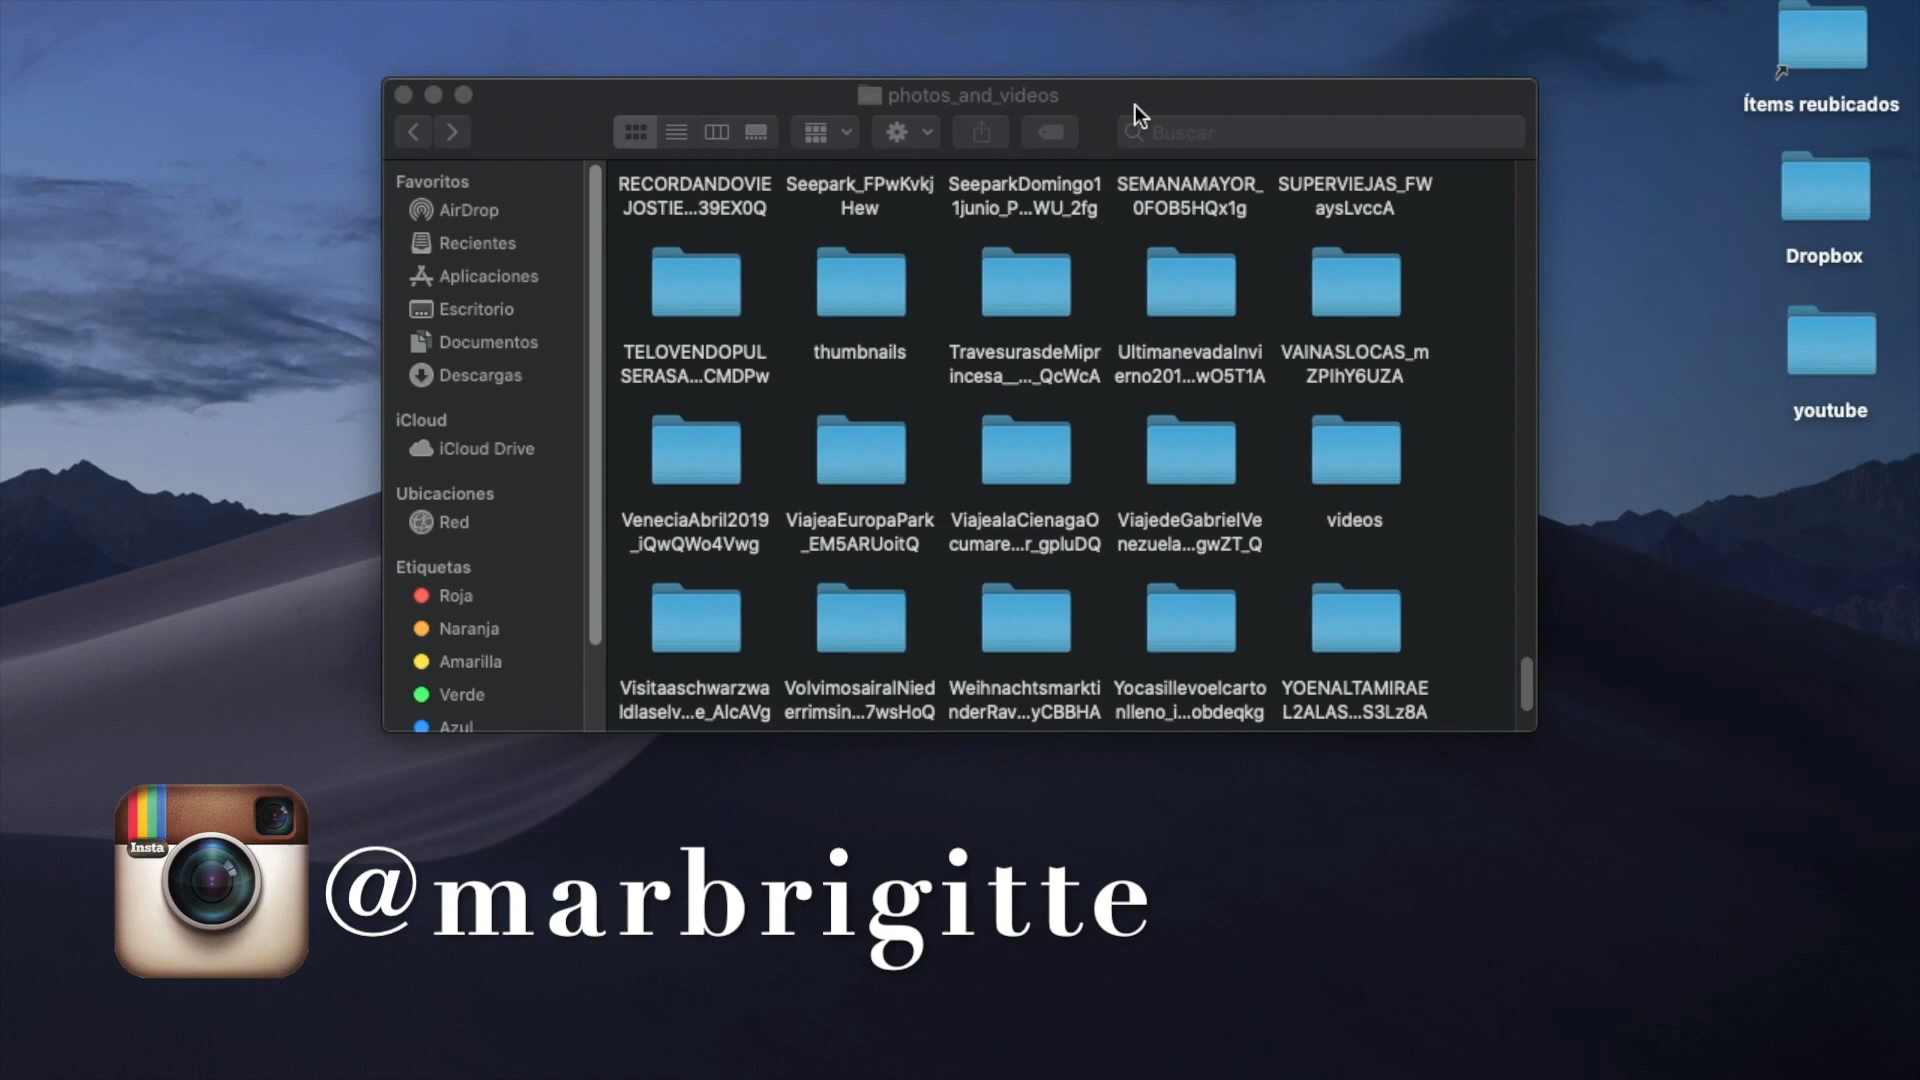 photos_and_videos
Ítems reubicados
Buscar
Favoritos
AirDrop
Recientes
Aplicaciones
Escritorio
Documentos
Descargas
iCloud
iCloud Drive
Ubicaciones
Red
Etiquetas
Roja
Naranja
Amarilla
Verde
Azul
RECORDANDOVIE
JOSTIE...39EX0Q
Seepark_FPwKvkj
Hew
SeeparkDomingo1
1junio_P...WU_2fg
SEMANAMAYOR_
0FOB5HQx1g
SUPERVIEJAS_FW
aysLvccA
TELOVENDOPUL
SERASA...CMDPw
thumbnails
TravesurasdeMipr
incesa__..._QcWcA
UltimanevadaInvi
erno201...wO5T1A
VAINASLOCAS_m
ZPIhY6UZA
VeneciaAbril2019
_iQwQWo4Vwg
ViajeaEuropaPark
_EM5ARUoitQ
ViajealaCienagaO
cumare...r_gpluDQ
ViajedeGabrielVe
nezuela...gwZT_Q
videos
Visitaaschwarzwa
ldlaselv...e_AlcAVg
VolvimosairalNied
errimsin...7wsHoQ
Weihnachtsmarkti
nderRav...yCBBHA
Yocasillevoelcarto
nlleno_i...obdeqkg
YOENALTAMIRAE
L2ALAS...S3Lz8A
Dropbox
youtube
Insta
@marbrigitte